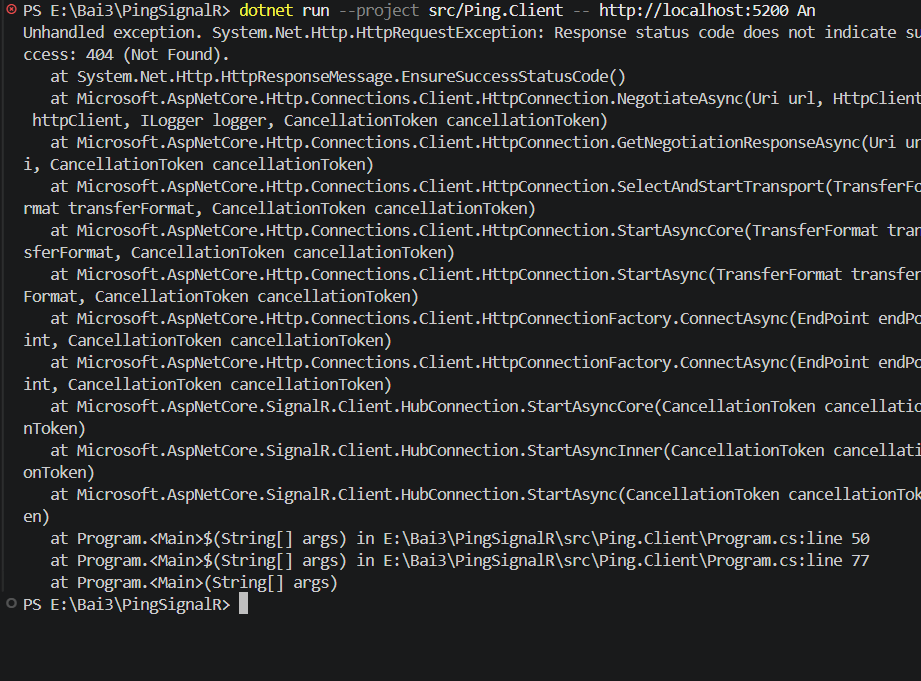 PS E:\Bai3\PingSignalR> dotnet run --project src/Ping.Client -- http://localhost:5200 An
Unhandled exception. System.Net.Http.HttpRequestException: Response status code does not indicate su
ccess: 404 (Not Found).
   at System.Net.Http.HttpResponseMessage.EnsureSuccessStatusCode()
   at Microsoft.AspNetCore.Http.Connections.Client.HttpConnection.NegotiateAsync(Uri url, HttpClient
 httpClient, ILogger logger, CancellationToken cancellationToken)
   at Microsoft.AspNetCore.Http.Connections.Client.HttpConnection.GetNegotiationResponseAsync(Uri ur
i, CancellationToken cancellationToken)
   at Microsoft.AspNetCore.Http.Connections.Client.HttpConnection.SelectAndStartTransport(TransferFo
rmat transferFormat, CancellationToken cancellationToken)
   at Microsoft.AspNetCore.Http.Connections.Client.HttpConnection.StartAsyncCore(TransferFormat tran
sferFormat, CancellationToken cancellationToken)
   at Microsoft.AspNetCore.Http.Connections.Client.HttpConnection.StartAsync(TransferFormat transfer
Format, CancellationToken cancellationToken)
   at Microsoft.AspNetCore.Http.Connections.Client.HttpConnectionFactory.ConnectAsync(EndPoint endPo
int, CancellationToken cancellationToken)
   at Microsoft.AspNetCore.Http.Connections.Client.HttpConnectionFactory.ConnectAsync(EndPoint endPo
int, CancellationToken cancellationToken)
   at Microsoft.AspNetCore.SignalR.Client.HubConnection.StartAsyncCore(CancellationToken cancellatio
nToken)
   at Microsoft.AspNetCore.SignalR.Client.HubConnection.StartAsyncInner(CancellationToken cancellati
onToken)
   at Microsoft.AspNetCore.SignalR.Client.HubConnection.StartAsync(CancellationToken cancellationTok
en)
   at Program.<Main>$(String[] args) in E:\Bai3\PingSignalR\src\Ping.Client\Program.cs:line 50
   at Program.<Main>$(String[] args) in E:\Bai3\PingSignalR\src\Ping.Client\Program.cs:line 77
   at Program.<Main>(String[] args)
PS E:\Bai3\PingSignalR>